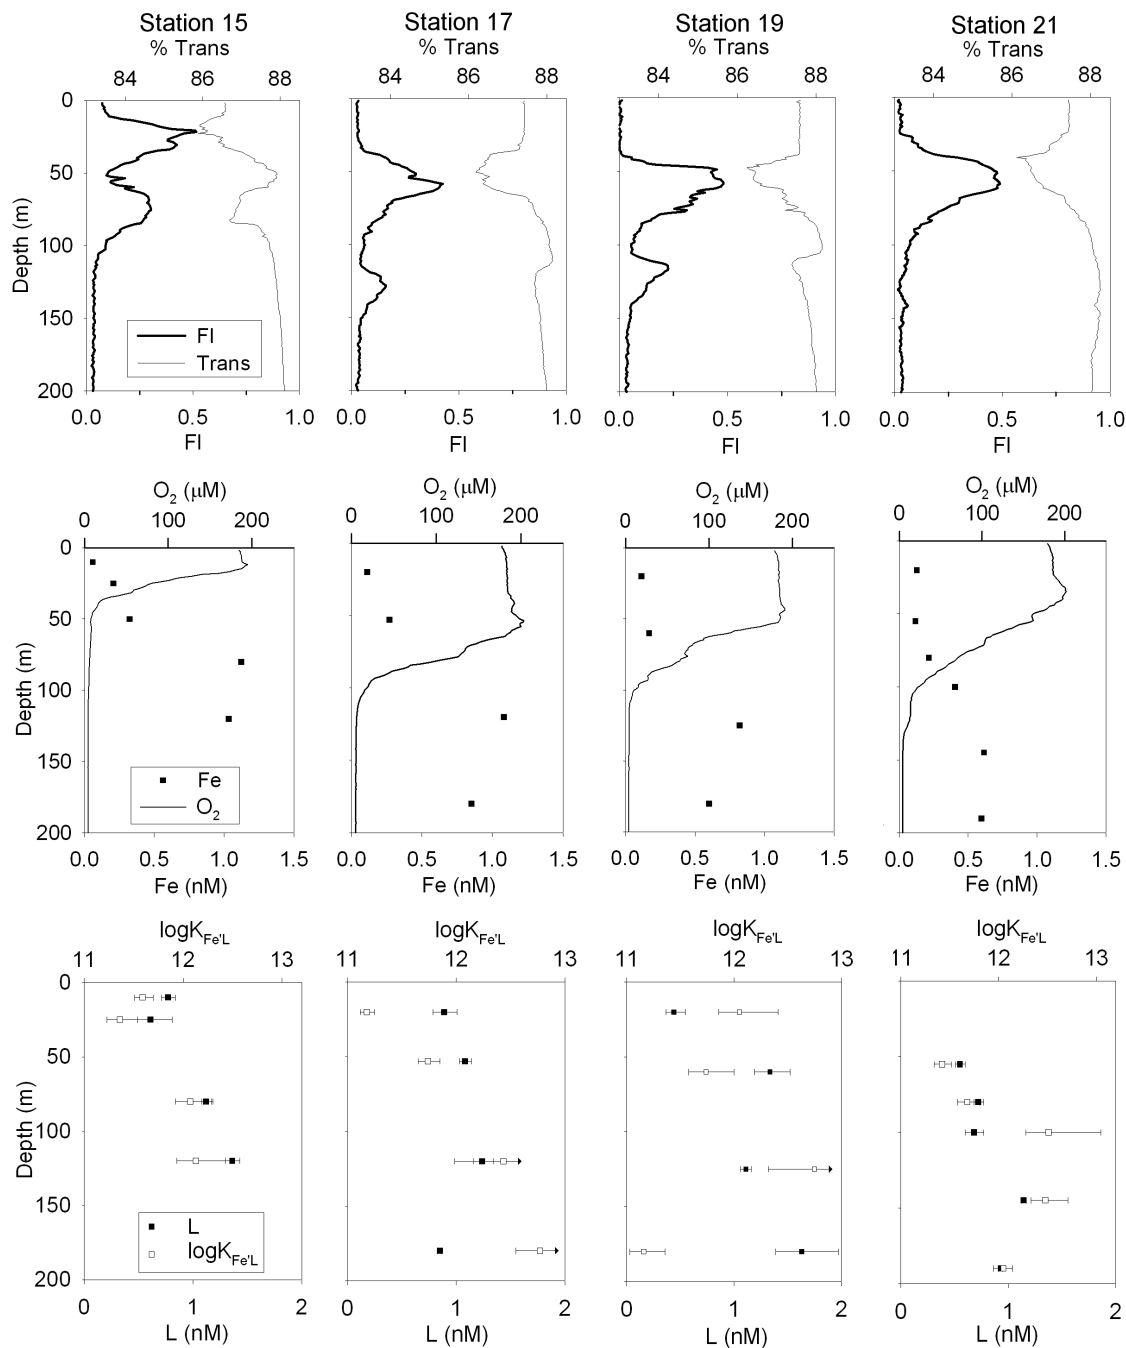 Station 15 Station 17 Station 19 Station 21
% Trans % Trans % Trans % Trans
84 86 88 84 86 88 84 86 88 84 86 88
0
50
100
150
200
Depth (m)
Fl
Trans
0.0 0.5 1.0 0.0 0.5 1.0 0.0 0.5 1.0 0.0 0.5 1.0
Fl Fl Fl Fl
O2 (μM) O2 (μM) O2 (μM) O2 (μM)
0 100 200 0 100 200 0 100 200 0 100 200
0
50
100
150
200
Depth (m)
Fe
O2
0.0 0.5 1.0 1.5 0.0 0.5 1.0 1.5 0.0 0.5 1.0 1.5 0.0 0.5 1.0 1.5
Fe (nM) Fe (nM) Fe (nM) Fe (nM)
logKFe'L logKFe'L logKFe'L logKFe'L
11 12 13 11 12 13 11 12 13 11 12 13
0
50
100
150
200
Depth (m)
L
logKFe'L
0 1 2 0 1 2 0 1 2 0 1 2
L (nM) L (nM) L (nM) L (nM)